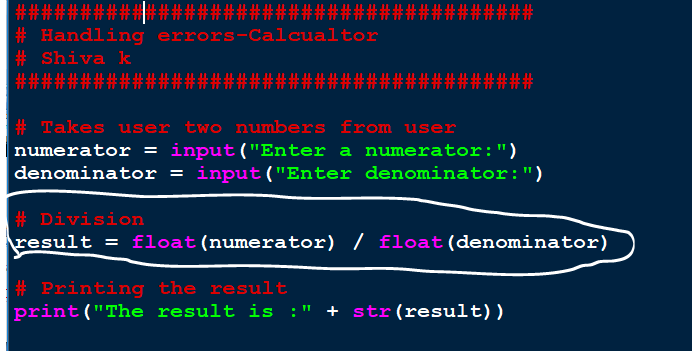 ########################################
# Handling errors-Calcualtor
# Shiva k
########################################
# Takes user two numbers from user
numerator = input("Enter a numerator:")
denominator = input("Enter denominator:")
# Division
result = float(numerator) / float(denominator)
# Printing the result
print("The result is :" + str(result))